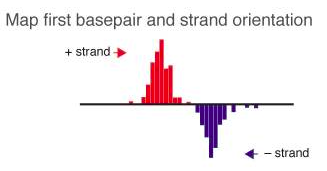 Map first basepair and strand orientation
+ strand
– strand